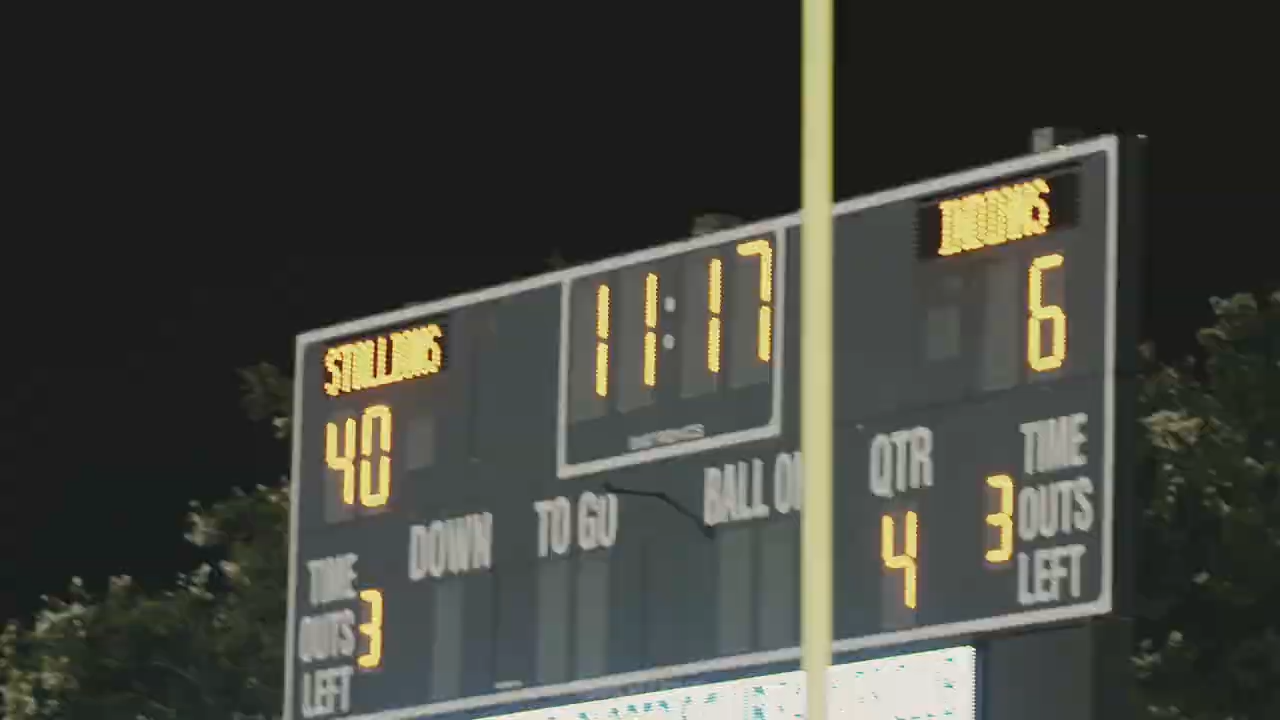 STALLIONS
INDIANS
11:17
40
6
DOWN
TO GO
BALL ON
QTR
4
TIME
OUTS
LEFT
3
3
TIME
OUTS
LEFT